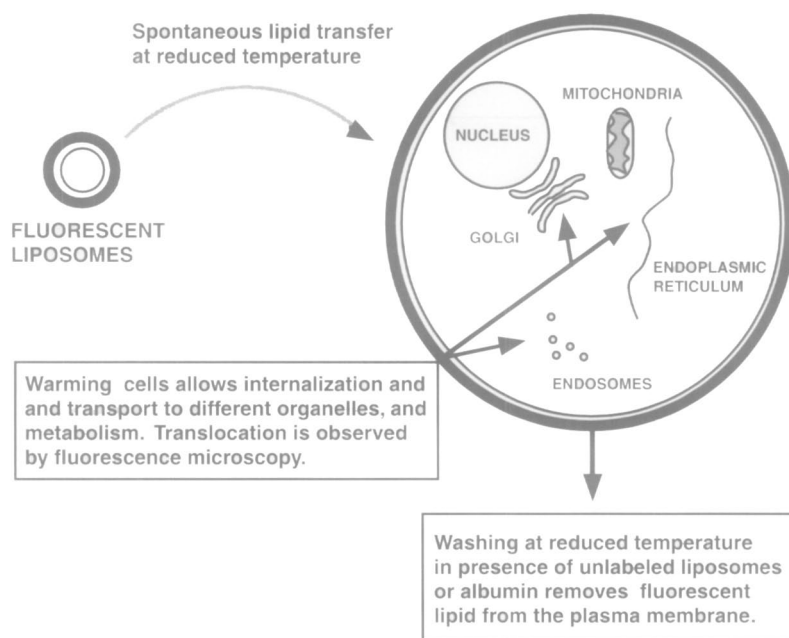 Spontaneous lipid transfer
at reduced temperature
FLUORESCENT
LIPOSOMES
NUCLEUS
MITOCHONDRIA
GOLGI
ENDOPLASMIC
RETICULUM
ENDOSOMES
Warming cells allows internalization and
and transport to different organelles, and
metabolism. Translocation is observed
by fluorescence microscopy.
Washing at reduced temperature
in presence of unlabeled liposomes
or albumin removes fluorescent
lipid from the plasma membrane.